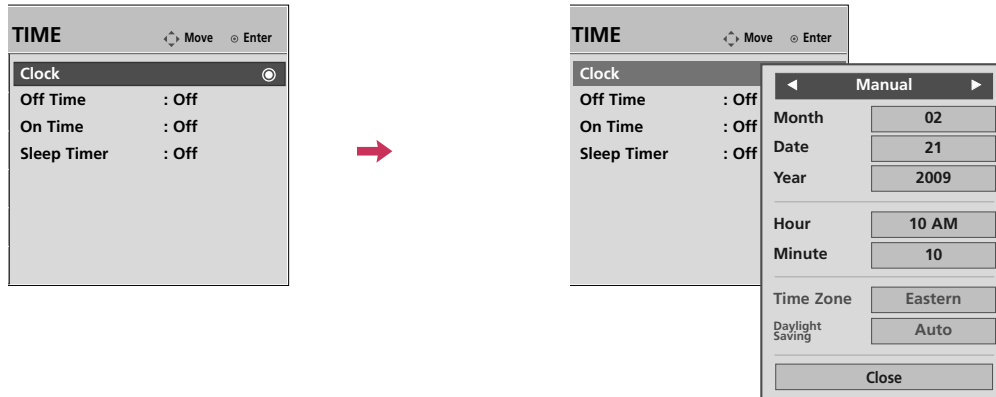 TIME Move Enter
Clock
Off Time : Off
On Time : Off
Sleep Timer : Off
TIME Move Enter
Clock
Off Time : Off
On Time : Off
Sleep Timer : Off
Manual
Month 02
Date 21
Year 2009
Hour 10 AM
Minute 10
Time Zone Eastern
Daylight
Saving Auto
Close